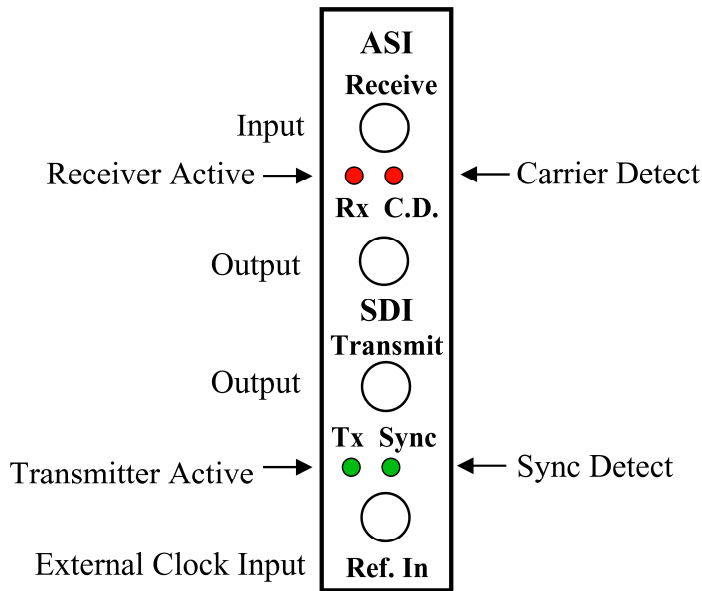 ASI
Receive
Input
Receiver Active
Carrier Detect
Rx C.D.
Output
SDI
Transmit
Output
Tx Sync
Transmitter Active
Sync Detect
External Clock Input
Ref. In